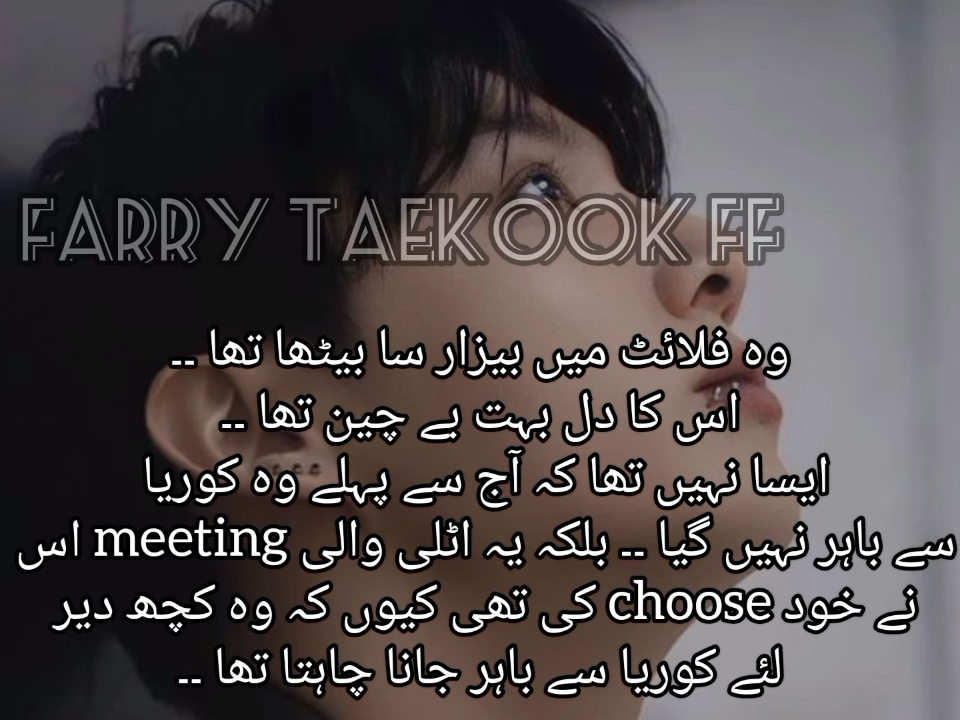 FARRY TAEKOOK FF
وہ فلائٹ میں بیزار سا بیٹھا تھا ۔۔
اس کا دل بہت بے چین تھا ۔۔
ایسا نہیں تھا کہ آج سے پہلے وہ کوریا
سے باہر نہیں گیا ۔۔ بلکہ یہ اٹلی والی meeting اس
نے خود choose کی تھی کیوں کہ وہ کچھ دیر
لئے کوریا سے باہر جانا چاہتا تھا ۔۔